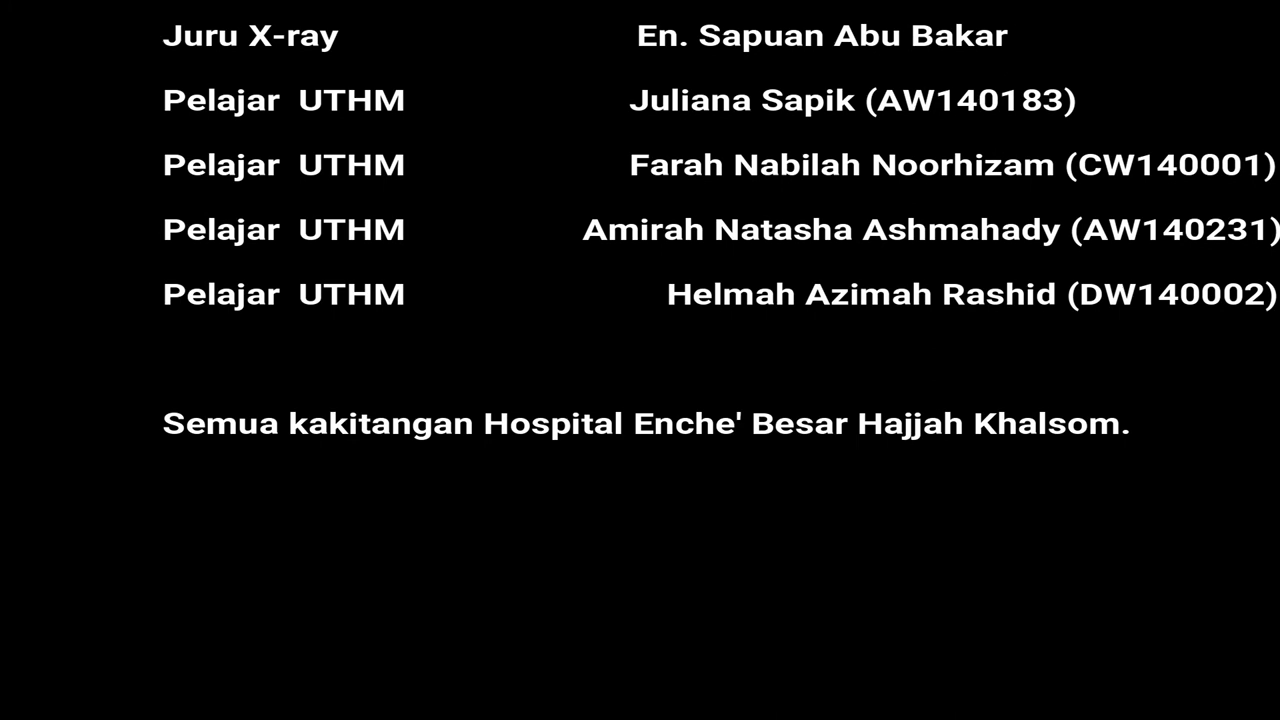 Juru X-ray En. Sapuan Abu Bakar
Pelajar UTHM Juliana Sapik (AW140183)
Pelajar UTHM Farah Nabilah Noorhizam (CW140001)
Pelajar UTHM Amirah Natasha Ashmahady (AW140231)
Pelajar UTHM Helmah Azimah Rashid (DW140002)
Semua kakitangan Hospital Enche' Besar Hajjah Khalsom.